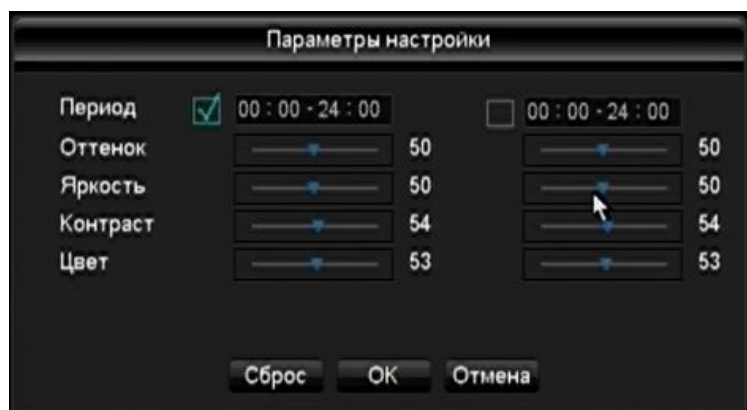 Параметры настройки
Период 00 : 00 - 24 : 00 00 : 00 - 24 : 00
Оттенок 50 50
Яркость 50 50
Контраст 54 54
Цвет 53 53
Сброс OK Отмена